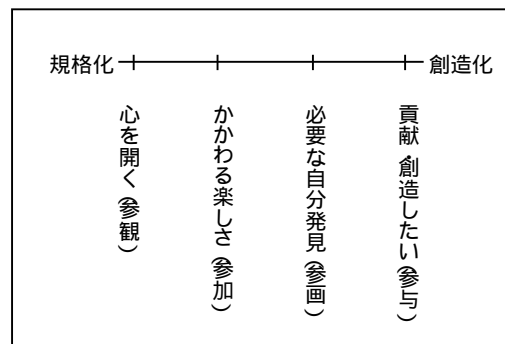 規格化
創造化
心を開く(参観)
かかわる楽しさ(参加)
必要な自分発見(参画)
貢献・創造したい(参与)